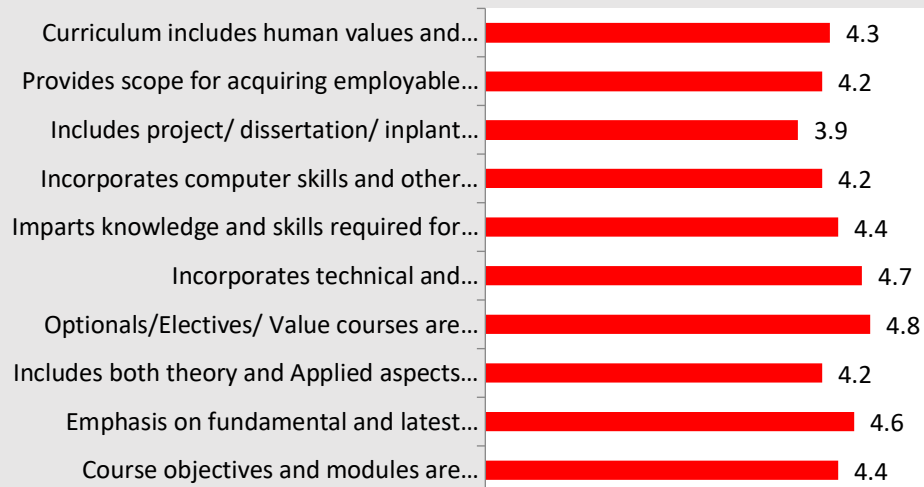 Curriculum includes human values and... 4.3
Provides scope for acquiring employable... 4.2
Includes project/ dissertation/ inplant... 3.9
Incorporates computer skills and other... 4.2
Imparts knowledge and skills required for... 4.4
Incorporates technical and... 4.7
Optionals/Electives/ Value courses are... 4.8
Includes both theory and Applied aspects... 4.2
Emphasis on fundamental and latest... 4.6
Course objectives and modules are... 4.4